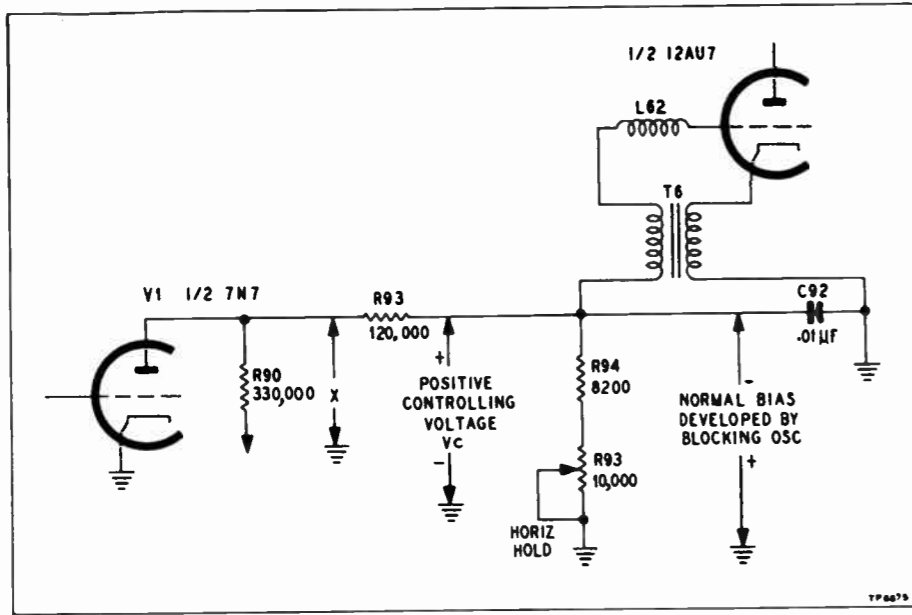 1/2 12AU7
L62
T6
V1 1/2 7N7
R93
120,000
C92
.01µf
R90
330,000
X
+
POSITIVE
CONTROLLING
VOLTAGE
Vc
-
R94
8200
-
NORMAL BIAS
DEVELOPED BY
BLOCKING OSC
+
R93
10,000
HORIZ
HOLD
TP6675